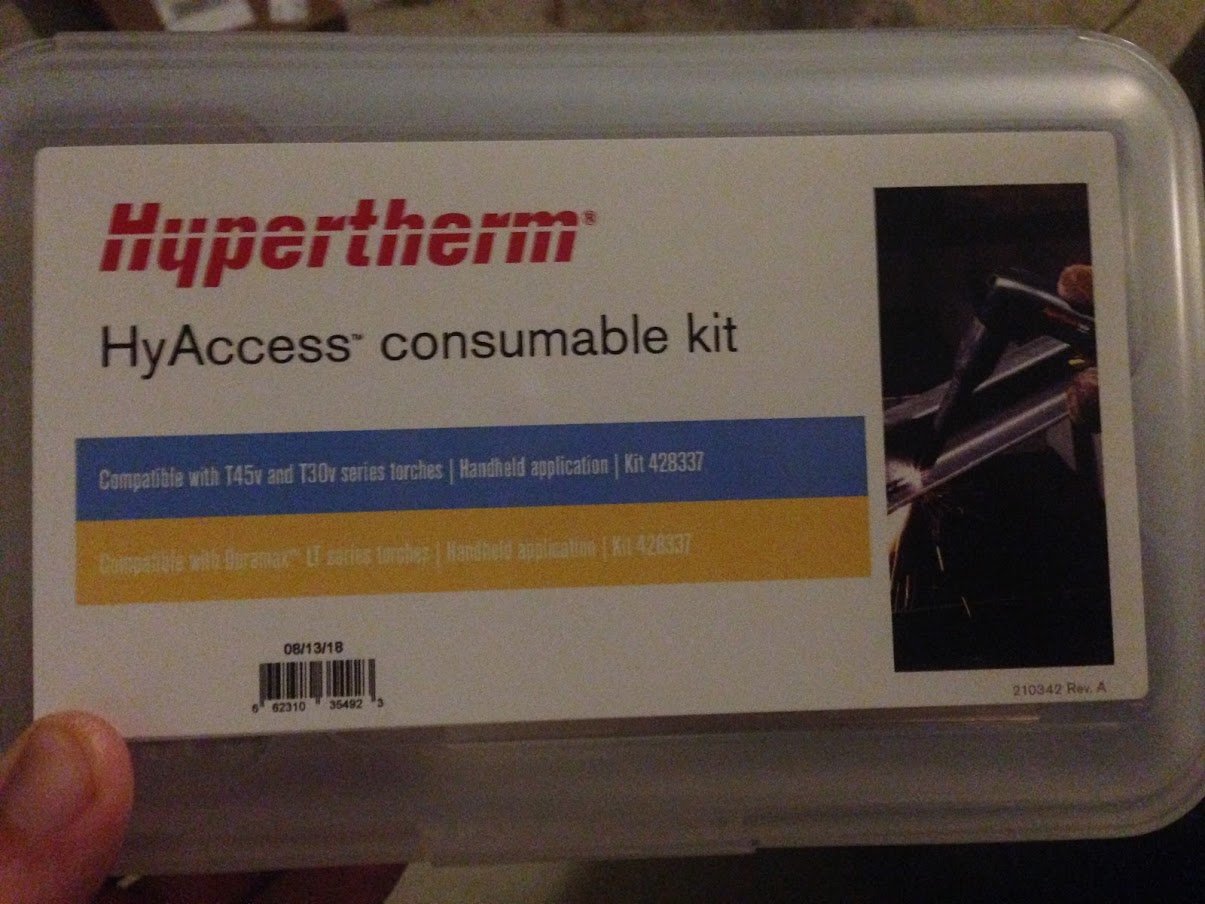 Hypertherm®
HyAccess™ consumable kit
Compatible with T45v and T30v series torches | Handheld application | Kit 428337
Compatible with Duramax™ LT series torches | Handheld application | Kit 428337
08/13/18
6 62310 35492 3
210342 Rev. A